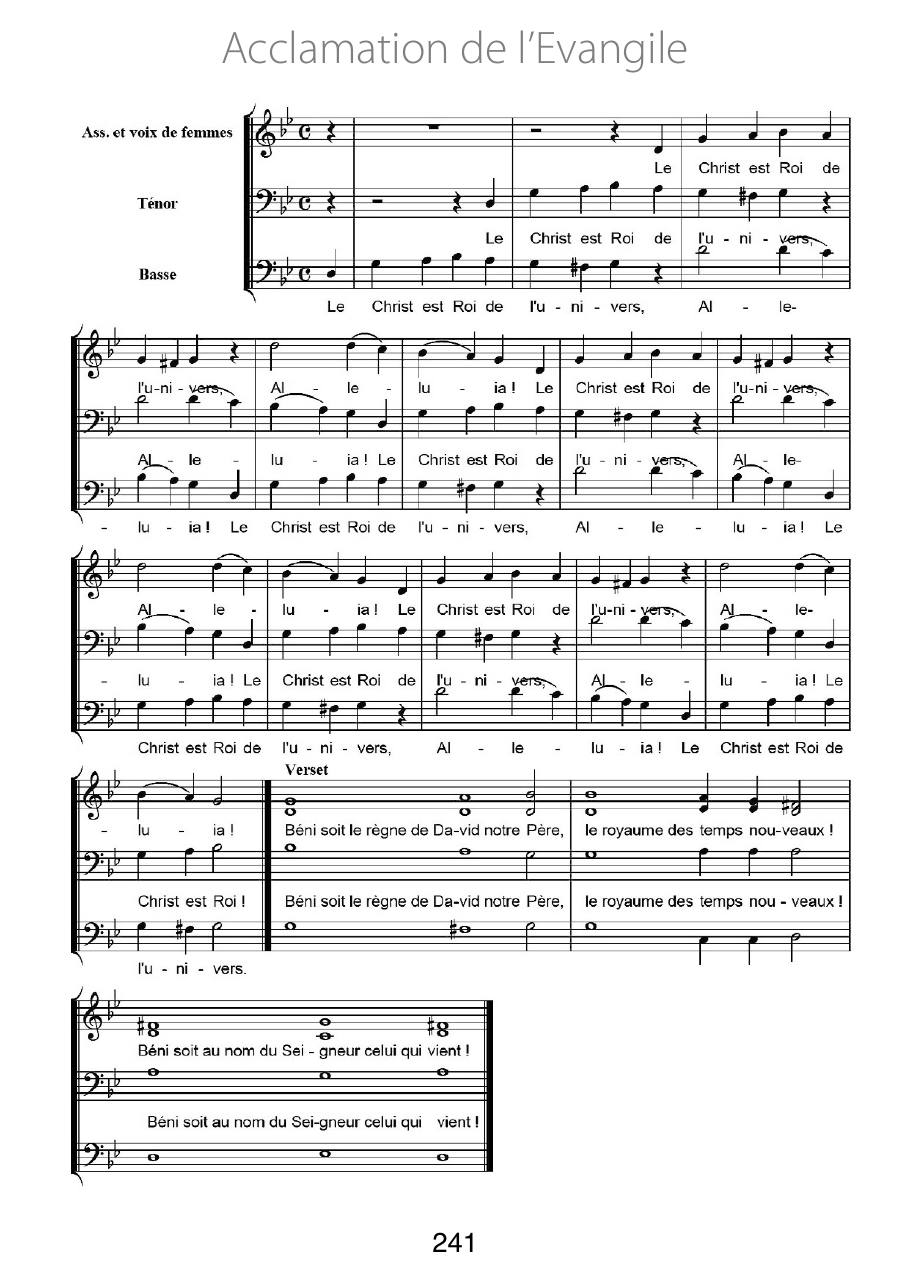 Acclamation de l'Evangile
Ass. et voix de femmes
Le Christ est Roi de
Ténor
Le Christ est Roi de l'u - ni - vers,
Basse
Le Christ est Roi de l'u - ni - vers, Al - le-
l'u-ni - vers, Al - le - lu - ia ! Le Christ est Roi de l'u-ni - vers,
Al - le - lu - ia ! Le Christ est Roi de l'u - ni - vers, Al - le-
- lu - ia ! Le Christ est Roi de l'u - ni - vers, Al - le - lu - ia ! Le
Al - le - lu - ia ! Le Christ est Roi de l'u-ni - vers, Al - le-
- lu - ia ! Le Christ est Roi de l'u - ni - vers, Al - le - lu - ia ! Le
Christ est Roi de l'u - ni - vers, Al - le - lu - ia ! Le Christ est Roi de
Verset
- lu - ia ! Béni soit le règne de Da-vid notre Père, le royaume des temps nou-veaux !
Christ est Roi ! Béni soit le règne de Da-vid notre Père, le royaume des temps nou - veaux !
l'u - ni - vers.
Béni soit au nom du Sei - gneur celui qui vient !
Béni soit au nom du Sei-gneur celui qui vient !
241